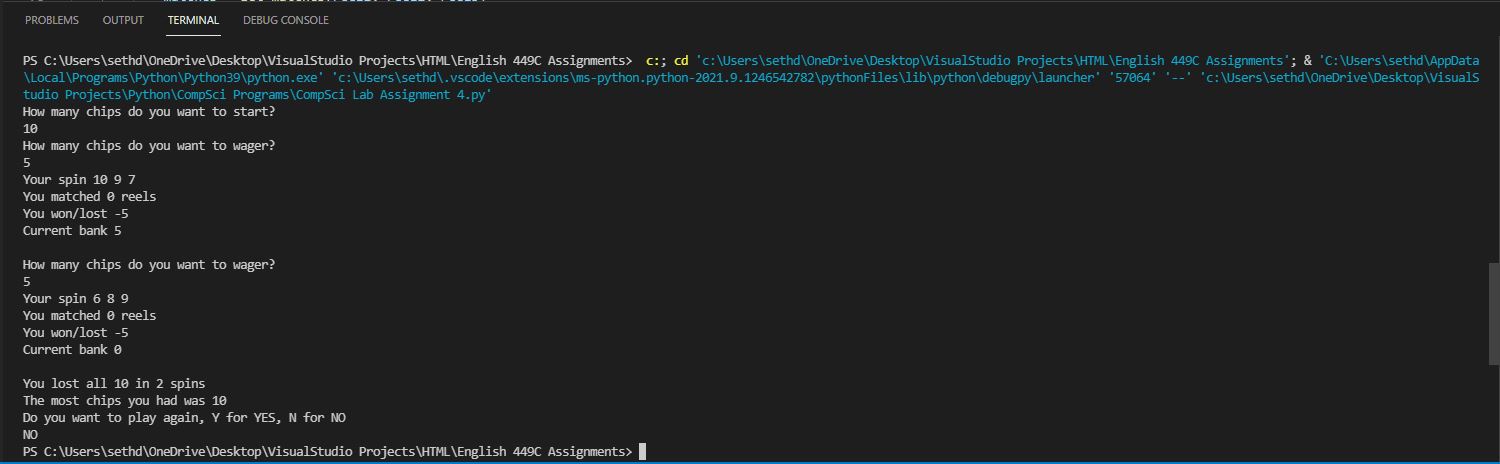 PROBLEMS OUTPUT TERMINAL DEBUG CONSOLE
PS C:\Users\sethd\OneDrive\Desktop\VisualStudio Projects\HTML\English 449C Assignments>  c:; cd 'c:\Users\sethd\OneDrive\Desktop\VisualStudio Projects\HTML\English 449C Assignments'; & 'C:\Users\sethd\AppData
\Local\Programs\Python\Python39\python.exe' 'c:\Users\sethd\.vscode\extensions\ms-python.python-2021.9.1246542782\pythonFiles\lib\python\debugpy\launcher' '57064' '--' 'c:\Users\sethd\OneDrive\Desktop\VisualS
tudio Projects\Python\CompSci Programs\CompSci Lab Assignment 4.py'
How many chips do you want to start?
10
How many chips do you want to wager?
5
Your spin 10 9 7
You matched 0 reels
You won/lost -5
Current bank 5
How many chips do you want to wager?
5
Your spin 6 8 9
You matched 0 reels
You won/lost -5
Current bank 0
You lost all 10 in 2 spins
The most chips you had was 10
Do you want to play again, Y for YES, N for NO
NO
PS C:\Users\sethd\OneDrive\Desktop\VisualStudio Projects\HTML\English 449C Assignments>